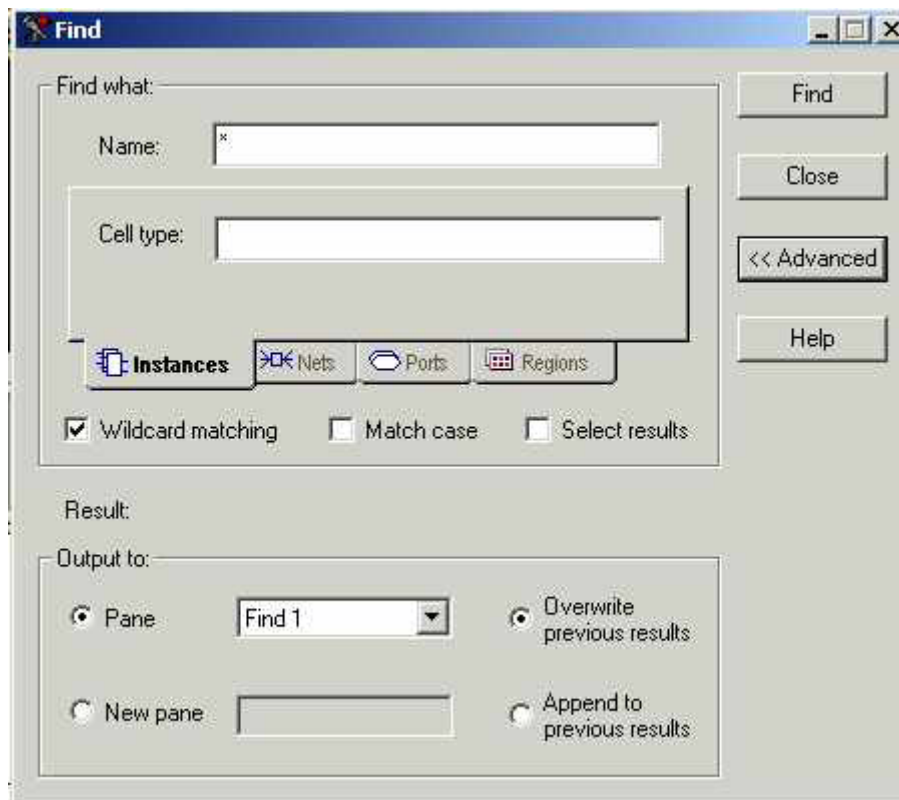 Find
Find what:
Name: *
Cell type:
Instances Nets Ports Regions
Wildcard matching Match case Select results
Find
Close
<< Advanced
Help
Result:
Output to:
Pane Find 1
Overwrite
previous results
New pane
Append to
previous results